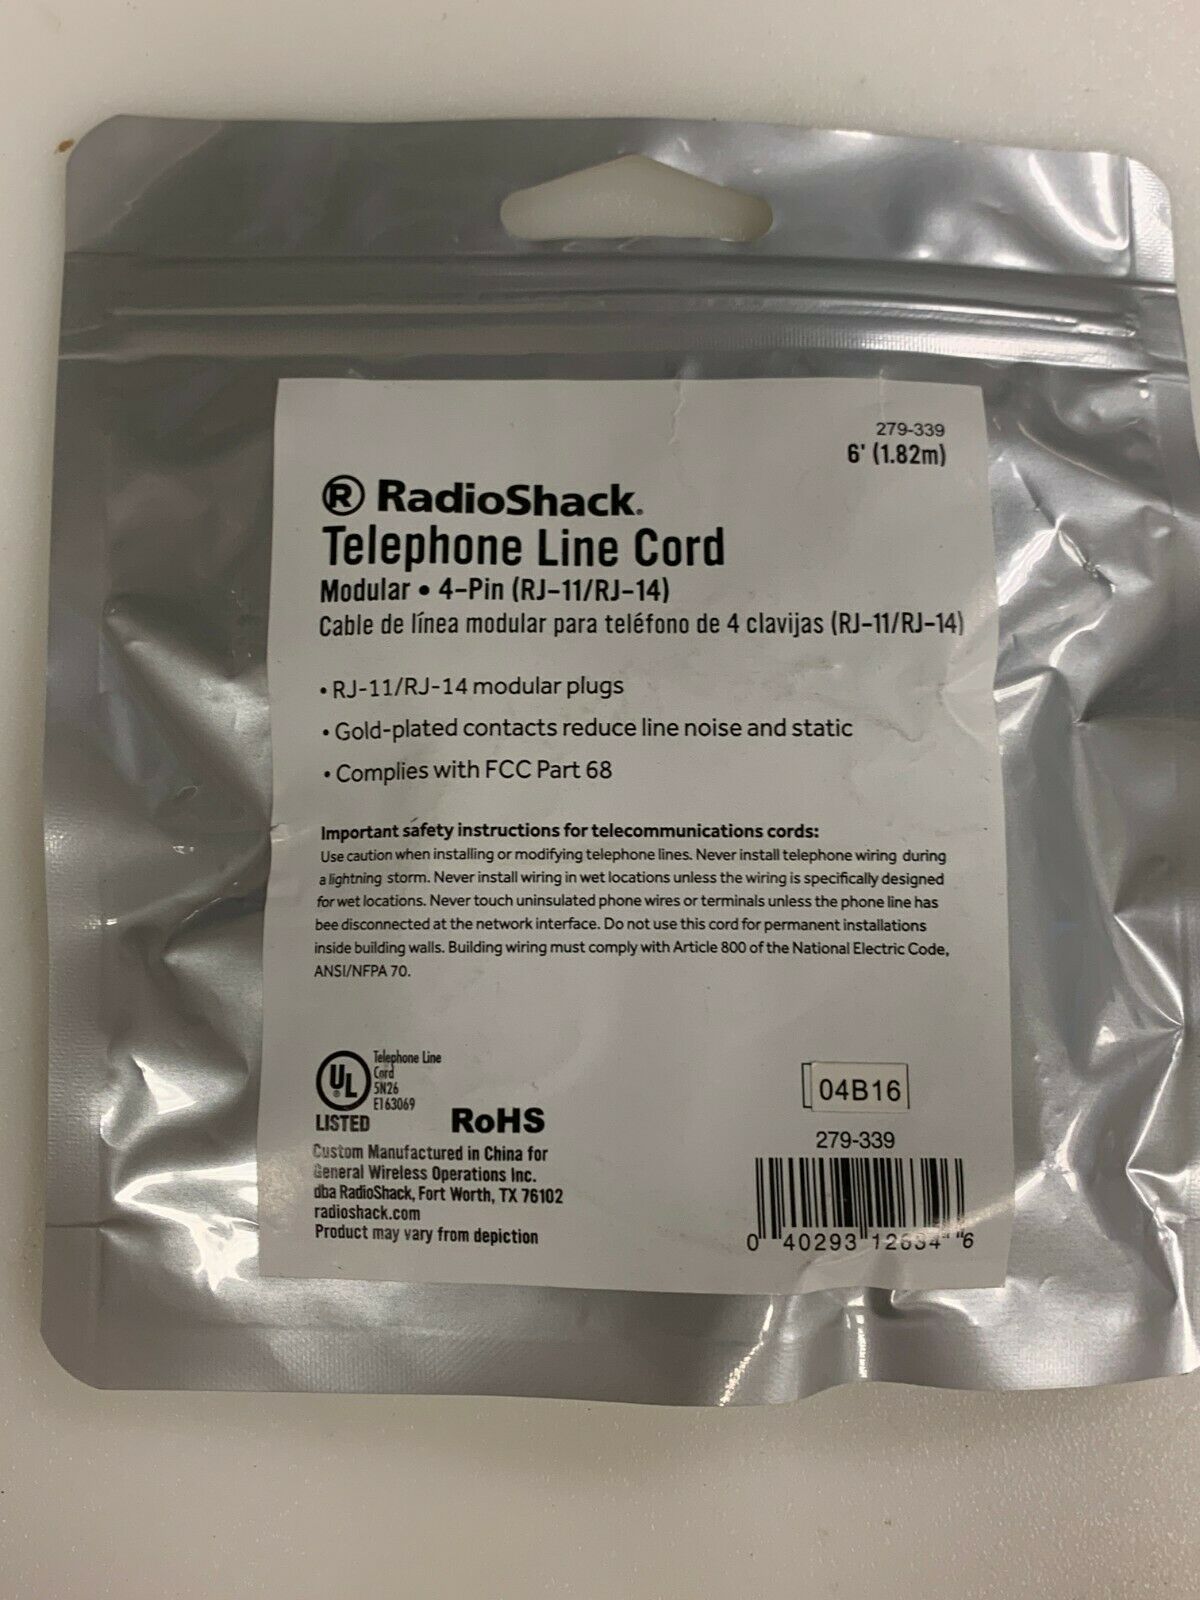 279-339
6' (1.82m)
® RadioShack.
Telephone Line Cord
Modular • 4-Pin (RJ-11/RJ-14)
Cable de línea modular para teléfono de 4 clavijas (RJ-11/RJ-14)
• RJ-11/RJ-14 modular plugs
• Gold-plated contacts reduce line noise and static
• Complies with FCC Part 68
Important safety instructions for telecommunications cords:
Use caution when installing or modifying telephone lines. Never install telephone wiring during
a lightning storm. Never install wiring in wet locations unless the wiring is specifically designed
for wet locations. Never touch uninsulated phone wires or terminals unless the phone line has
bee disconnected at the network interface. Do not use this cord for permanent installations
inside building walls. Building wiring must comply with Article 800 of the National Electric Code,
ANSI/NFPA 70.
UL
LISTED
Telephone Line
Cord
5N26
E163069
RoHS
Custom Manufactured in China for
General Wireless Operations Inc.
dba RadioShack, Fort Worth, TX 76102
radioshack.com
Product may vary from depiction
04B16
279-339
0 40293 12634 6